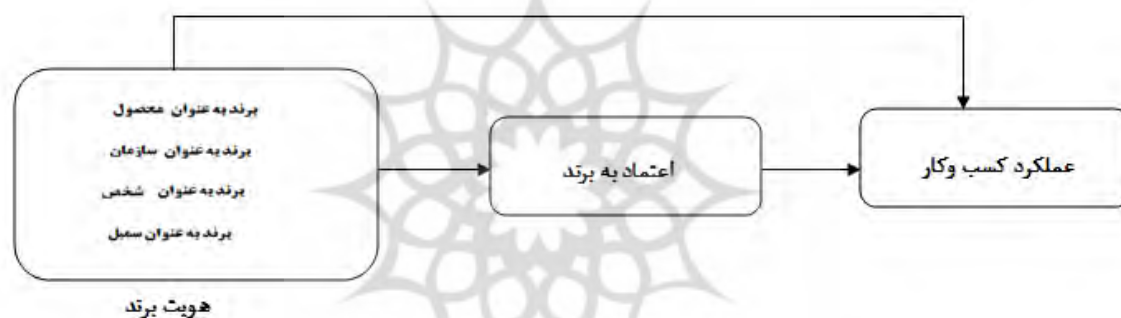 برند به عنوان محصول
برند به عنوان سازمان
برند به عنوان شخص
برند به عنوان سمبل
هویت برند
اعتماد به برند
عملکرد کسب وکار